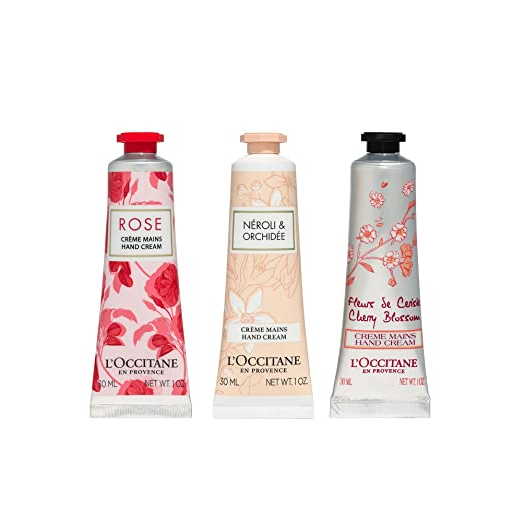 ROSE
CRÈME MAINS
HAND CREAM
L'OCCITANE
EN PROVENCE
30 ML NET WT. 1 OZ.
NÉROLI &
ORCHIDÉE
CRÈME MAINS
HAND CREAM
L'OCCITANE
EN PROVENCE
30 ML NET WT. 1 OZ.
Fleurs de Cerisier
Cherry Blossom
CRÈME MAINS
HAND CREAM
L'OCCITANE
EN PROVENCE
30 ML NET WT. 1 OZ.